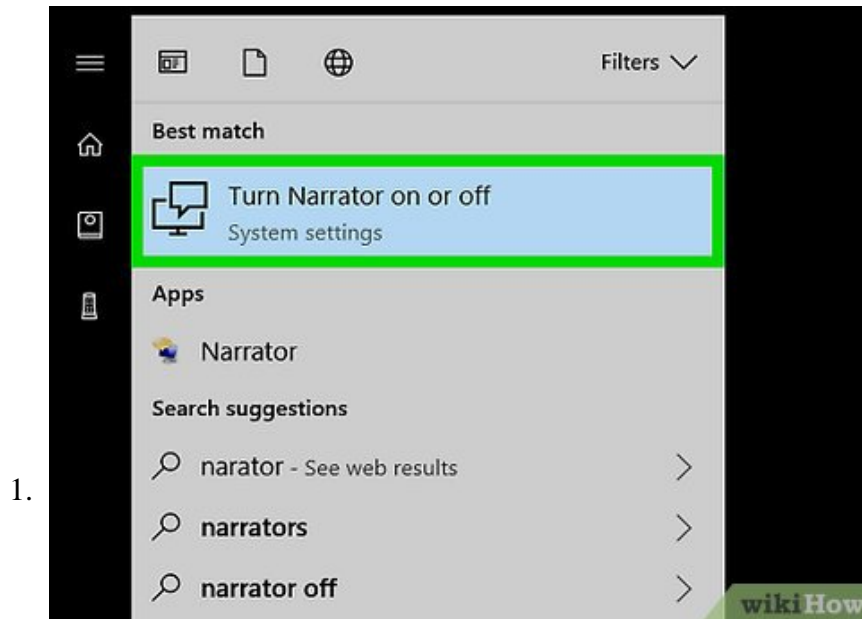 Filters
Best match
Turn Narrator on or off
System settings
Apps
Narrator
Search suggestions
narator - See web results
1.
narrators
narrator off
wikiHow